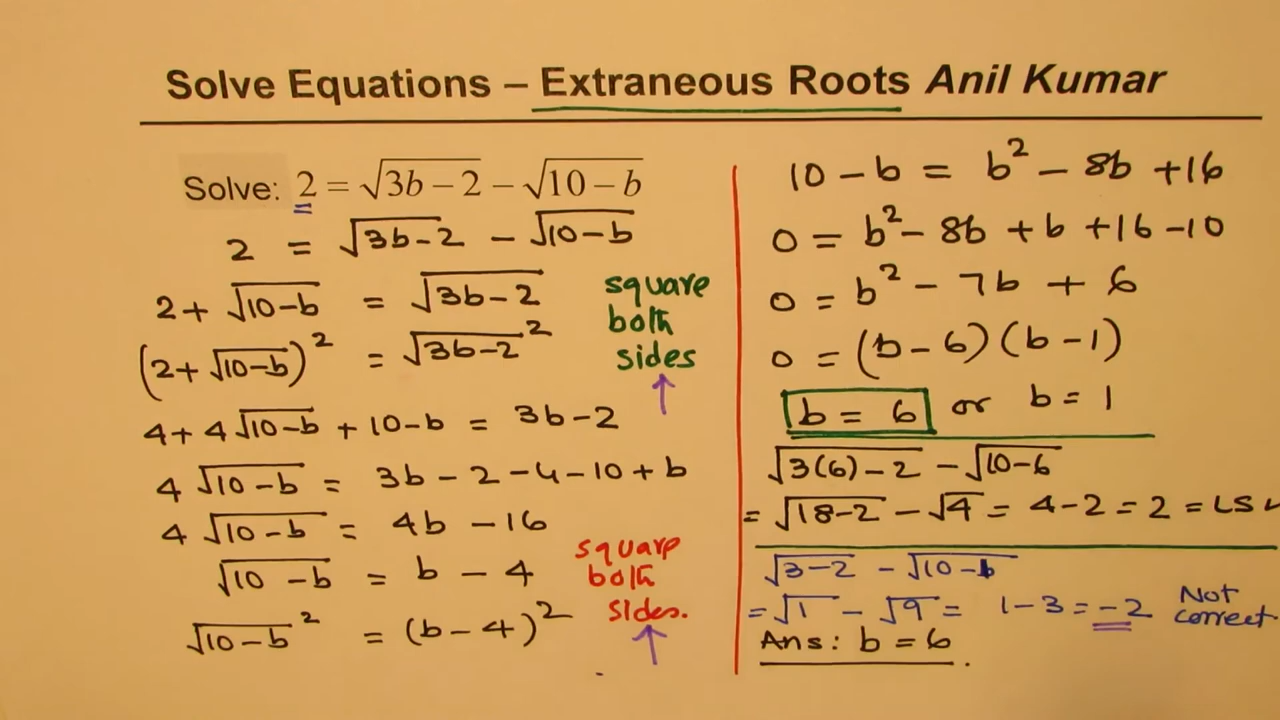 Solve Equations – Extraneous Roots Anil Kumar
Solve: 2 = √(3b − 2) − √(10 − b)
2 = √(3b-2) - √(10-b)
2 + √(10-b) = √(3b-2)
(2 + √(10-b))² = √(3b-2)²
square
both
sides
4 + 4√(10-b) + 10-b = 3b-2
4√(10-b) = 3b - 2 - 4 - 10 + b
4√(10-b) = 4b - 16
√(10-b) = b - 4
√(10-b)² = (b-4)²
square
both
sides.
10 - b = b² - 8b + 16
0 = b² - 8b + b + 16 - 10
0 = b² - 7b + 6
0 = (b-6)(b-1)
b = 6 or b = 1
√(3(6)-2) - √(10-6)
= √(18-2) - √4 = 4-2 = 2 = LS ✓
√(3-2) - √(10-1)
= √1 - √9 = 1-3 = -2 Not
correct
Ans: b = 6.